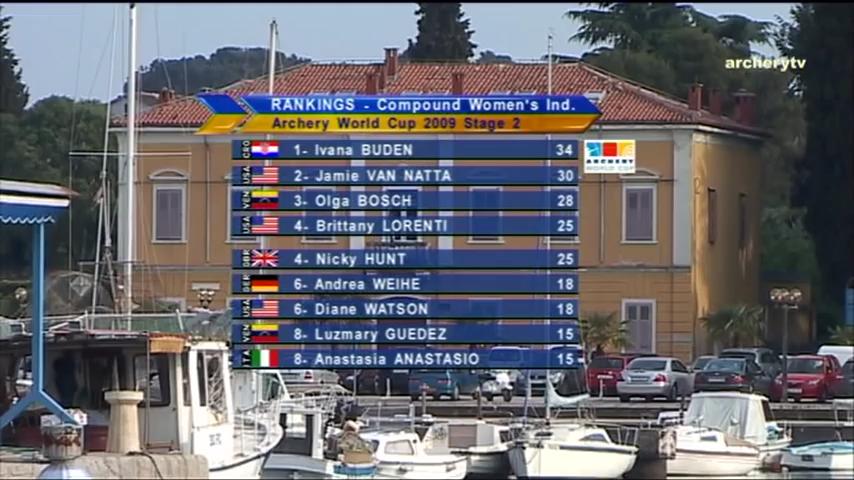 archerytv
RANKINGS - Compound Women's Ind.
Archery World Cup 2009 Stage 2
CRO 1- Ivana BUDEN 34
ARCHERY
WORLD CUP
USA 2- Jamie VAN NATTA 30
VEN 3- Olga BOSCH 28
USA 4- Brittany LORENTI 25
GBR 4- Nicky HUNT 25
GER 6- Andrea WEIHE 18
USA 6- Diane WATSON 18
VEN 8- Luzmary GUEDEZ 15
ITA 8- Anastasia ANASTASIO 15